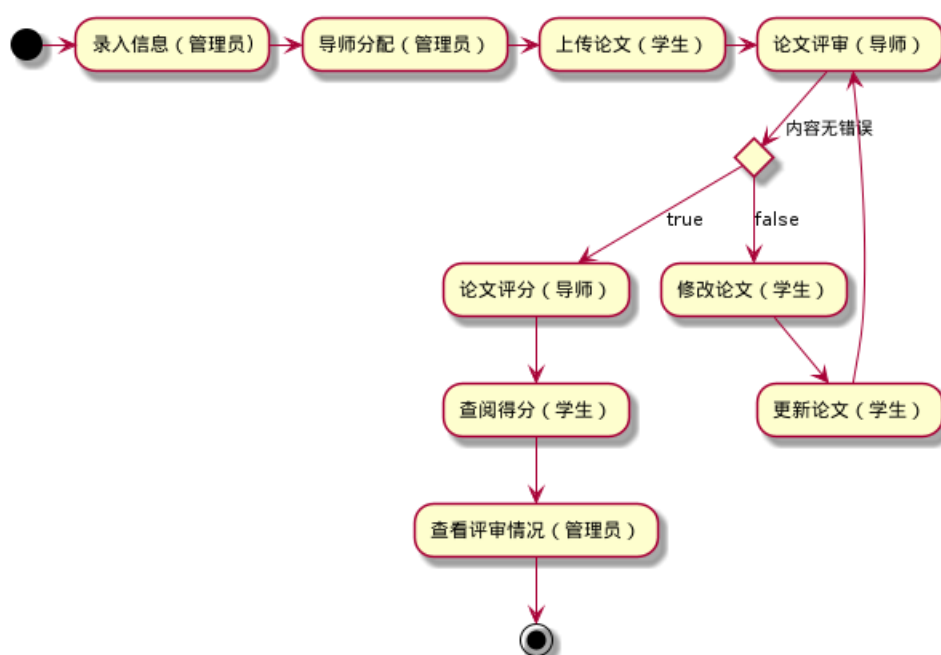 录入信息（管理员）
导师分配（管理员）
上传论文（学生）
论文评审（导师）
内容无错误
true
false
论文评分（导师）
修改论文（学生）
查阅得分（学生）
更新论文（学生）
查看评审情况（管理员）